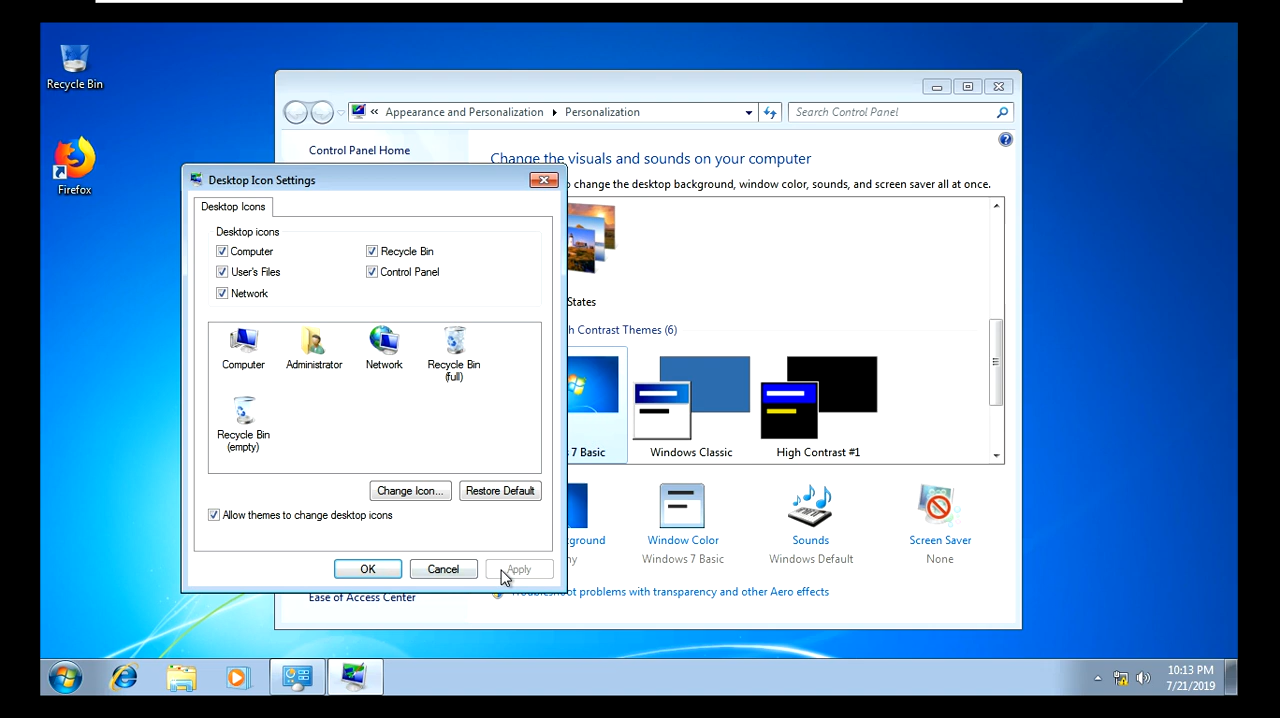 Recycle Bin
Firefox
« Appearance and Personalization Personalization
Search Control Panel
Control Panel Home
Change the visuals and sounds on your computer
o change the desktop background, window color, sounds, and screen saver all at once.
Desktop Icon Settings
Desktop Icons
Desktop icons
Computer
Recycle Bin
User's Files
Control Panel
Network
Computer
Administrator
Network
Recycle Bin
(full)
Recycle Bin
(empty)
Change Icon...
Restore Default
Allow themes to change desktop icons
OK
Cancel
Apply
States
h Contrast Themes (6)
7 Basic
Windows Classic
High Contrast #1
ground
Window Color
Windows 7 Basic
Sounds
Windows Default
Screen Saver
None
Troubleshoot problems with transparency and other Aero effects
Ease of Access Center
10:13 PM
7/21/2019